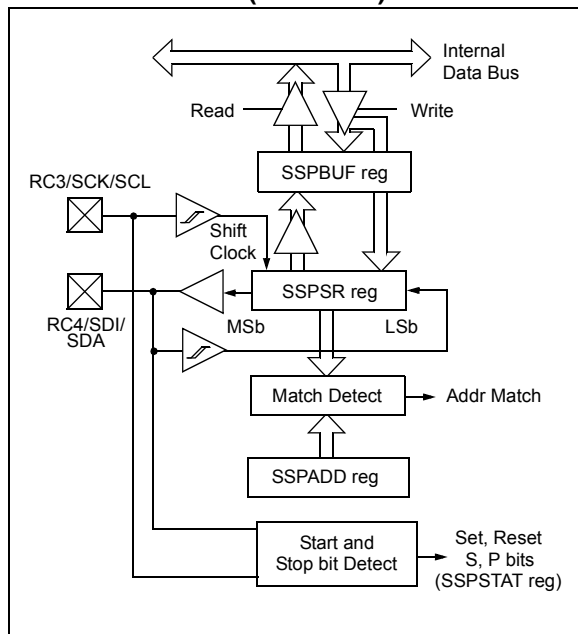 Internal
Data Bus
Read
Write
SSPBUF reg
RC3/SCK/SCL
Shift
Clock
SSPSR reg
MSb
LSb
RC4/SDI/
SDA
Match Detect
Addr Match
SSPADD reg
Start and
Stop bit Detect
Set, Reset
S, P bits
(SSPSTAT reg)